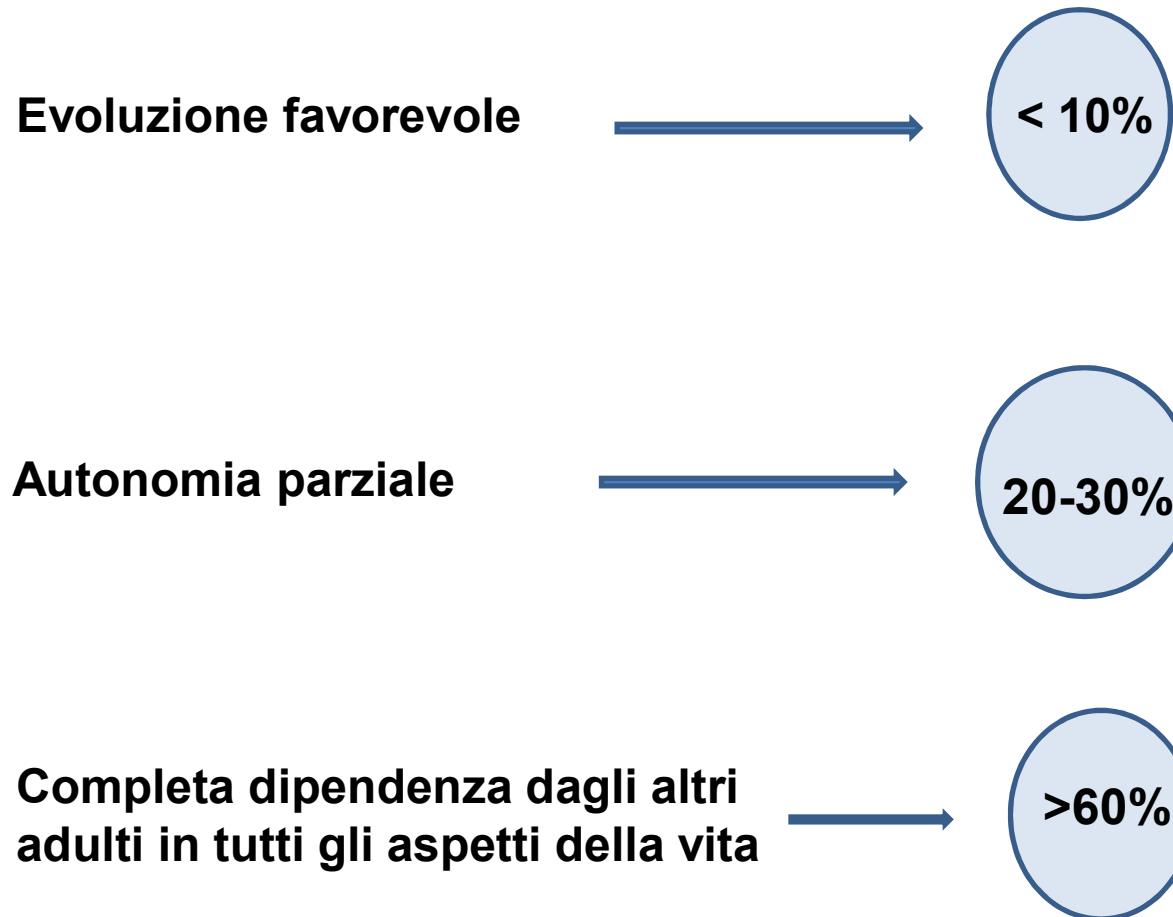 Evoluzione favorevole
< 10%
Autonomia parziale
20-30%
Completa dipendenza dagli altri
adulti in tutti gli aspetti della vita
>60%